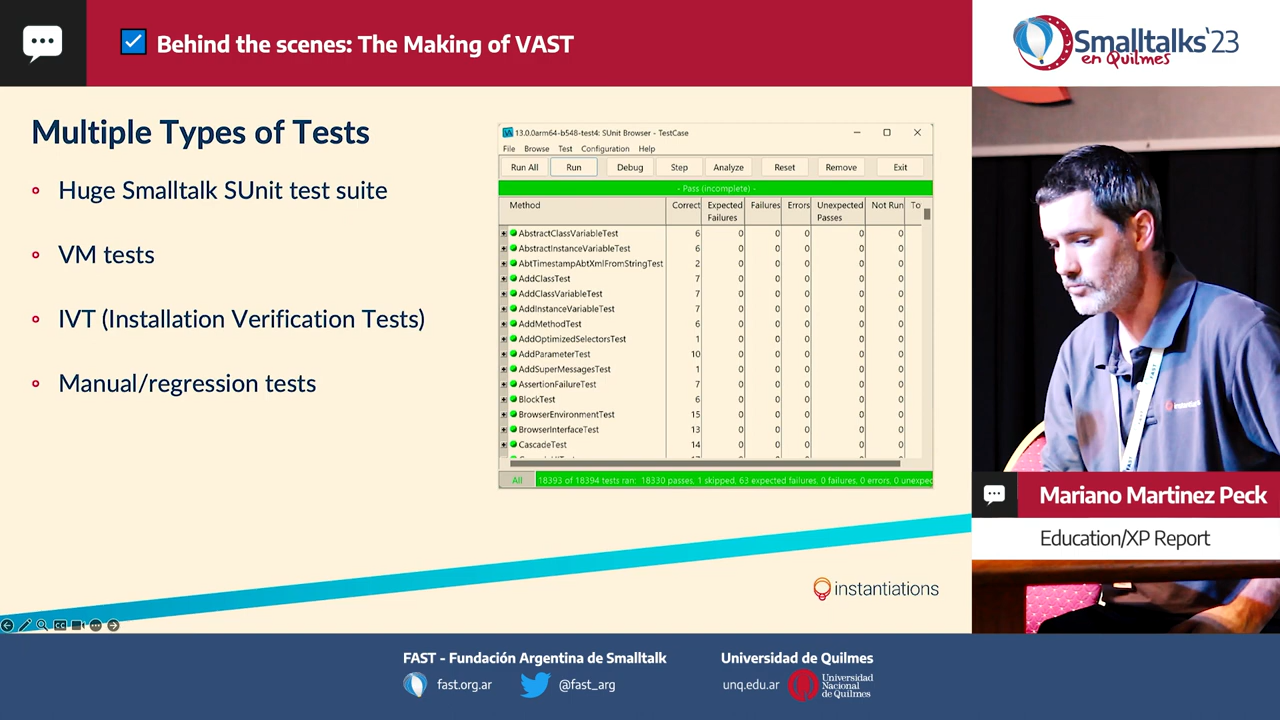 Behind the scenes: The Making of VAST
Smalltalks'23
en Quilmes
Multiple Types of Tests
Huge Smalltalk SUnit test suite
VM tests
IVT (Installation Verification Tests)
Manual/regression tests
13.0.0arm64-b548-test4: SUnit Browser - TestCase
File Browse Test Configuration Help
Run All Run Debug Step Analyze Reset Remove Exit
- Pass (incomplete) -
Method Correct Expected Failures Failures Errors Unexpected Passes Not Run To
AbstractClassVariableTest 6 0 0 0 0 0
AbstractInstanceVariableTest 6 0 0 0 0 0
AbtTimestampAbtXmlFromStringTest 2 0 0 0 0 0
AddClassTest 7 0 0 0 0 0
AddClassVariableTest 7 0 0 0 0 0
AddInstanceVariableTest 7 0 0 0 0 0
AddMethodTest 6 0 0 0 0 0
AddOptimizedSelectorsTest 1 0 0 0 0 0
AddParameterTest 10 0 0 0 0 0
AddSuperMessagesTest 1 0 0 0 0 0
AssertionFailureTest 7 0 0 0 0 0
BlockTest 6 0 0 0 0 0
BrowserEnvironmentTest 15 0 0 0 0 0
BrowserInterfaceTest 13 0 0 0 0 0
CascadeTest 14 0 0 0 0 0
All 18393 of 18394 tests ran: 18330 passes, 1 skipped, 63 expected failures, 0 failures, 0 errors, 0 unexpec
instantiations
Mariano Martinez Peck
Education/XP Report
FAST - Fundación Argentina de Smalltalk
fast.org.ar @fast_arg
Universidad de Quilmes
unq.edu.ar
Universidad
Nacional
de Quilmes